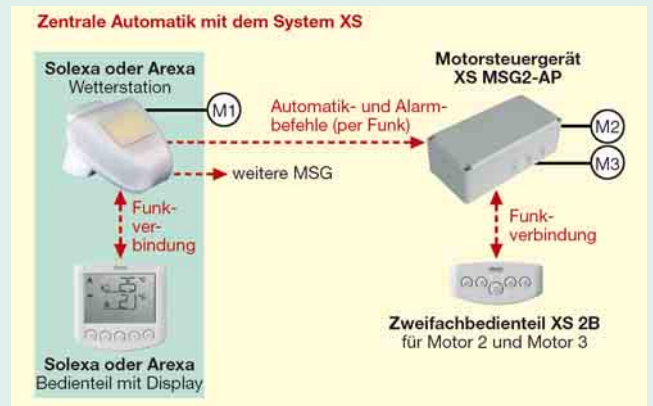 Zentrale Automatik mit dem System XS
Solexa oder Arexa
Wetterstation
M1
Automatik- und Alarm-
befehle (per Funk)
weitere MSG
Motorsteuergerät
XS MSG2-AP
M2
M3
Funk-
ver-
bindung
Funk-
verbindung
Solexa oder Arexa
Bedienteil mit Display
Zweifachbedienteil XS 2B
für Motor 2 und Motor 3